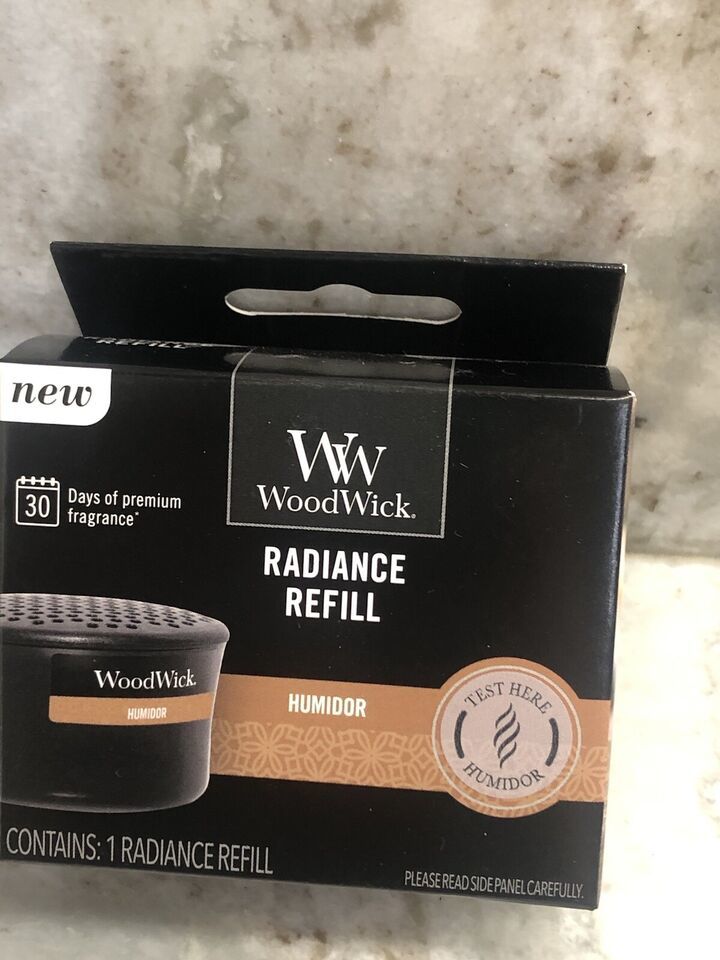 REFILL
new
WW
WoodWick.
30
Days of premium
fragrance*
RADIANCE
REFILL
WoodWick.
HUMIDOR
HUMIDOR
TEST HERE
HUMIDOR
CONTAINS: 1 RADIANCE REFILL
PLEASE READ SIDE PANEL CAREFULLY.